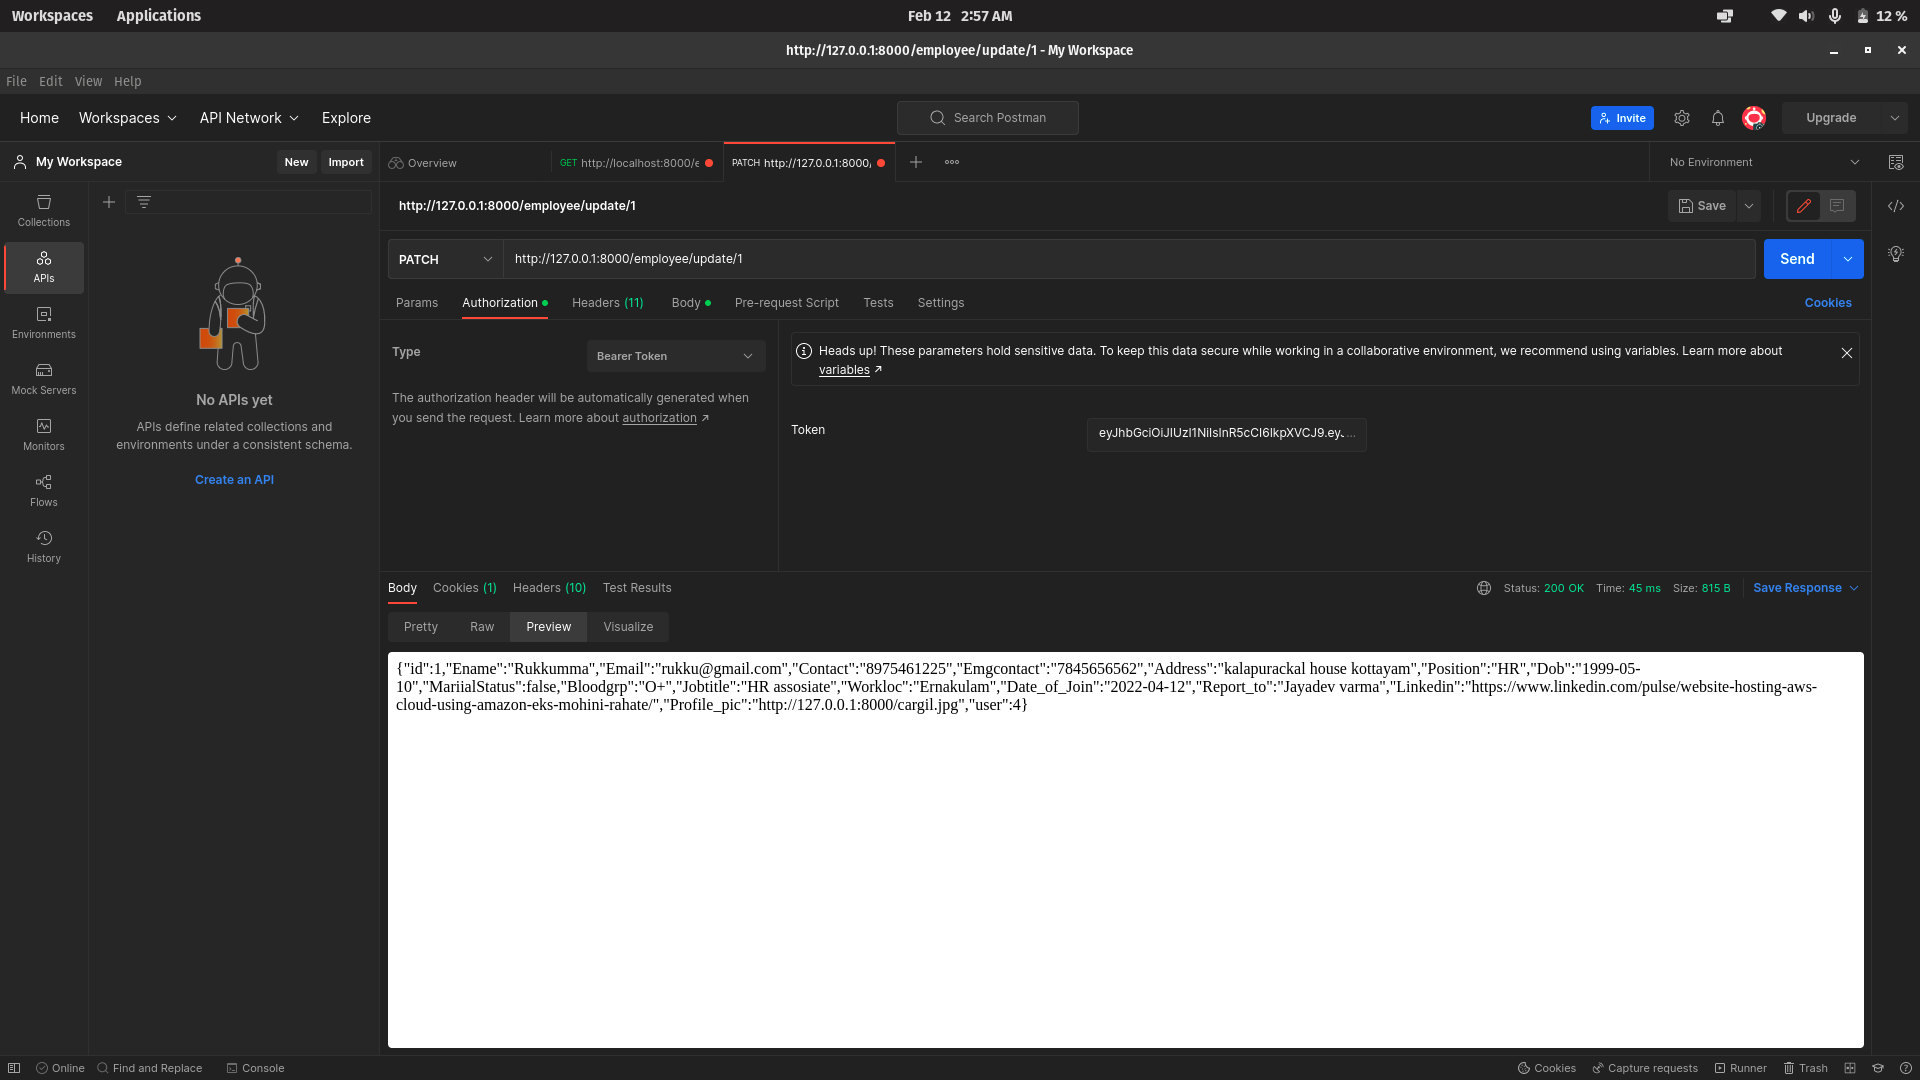 Workspaces Applications Feb 12 2:57 AM 12 %
http://127.0.0.1:8000/employee/update/1 - My Workspace
File Edit View Help
Home Workspaces API Network Explore Search Postman Invite Upgrade
My Workspace New Import Overview GET http://localhost:8000/e PATCH http://127.0.0.1:8000/ No Environment
http://127.0.0.1:8000/employee/update/1 Save
Collections
PATCH http://127.0.0.1:8000/employee/update/1 Send
APIs
Params Authorization Headers (11) Body Pre-request Script Tests Settings Cookies
Environments
Mock Servers
Monitors
Flows
History
No APIs yet
APIs define related collections and
environments under a consistent schema.
Create an API
Type Bearer Token
The authorization header will be automatically generated when
you send the request. Learn more about authorization ↗
Heads up! These parameters hold sensitive data. To keep this data secure while working in a collaborative environment, we recommend using variables. Learn more about
variables ↗
Token eyJhbGciOiJIUzI1NiIsInR5cCI6IkpXVCJ9.ey....
Body Cookies (1) Headers (10) Test Results Status: 200 OK Time: 45 ms Size: 815 B Save Response
Pretty Raw Preview Visualize
{"id":1,"Ename":"Rukkumma","Email":"rukku@gmail.com","Contact":"8975461225","Emgcontact":"7845656562","Address":"kalapurackal house kottayam","Position":"HR","Dob":"1999-05-
10","MariialStatus":false,"Bloodgrp":"O+","Jobtitle":"HR assosiate","Workloc":"Ernakulam","Date_of_Join":"2022-04-12","Report_to":"Jayadev varma","Linkedin":"https://www.linkedin.com/pulse/website-hosting-aws-
cloud-using-amazon-eks-mohini-rahate/","Profile_pic":"http://127.0.0.1:8000/cargil.jpg","user":4}
Online Find and Replace Console Cookies Capture requests Runner Trash